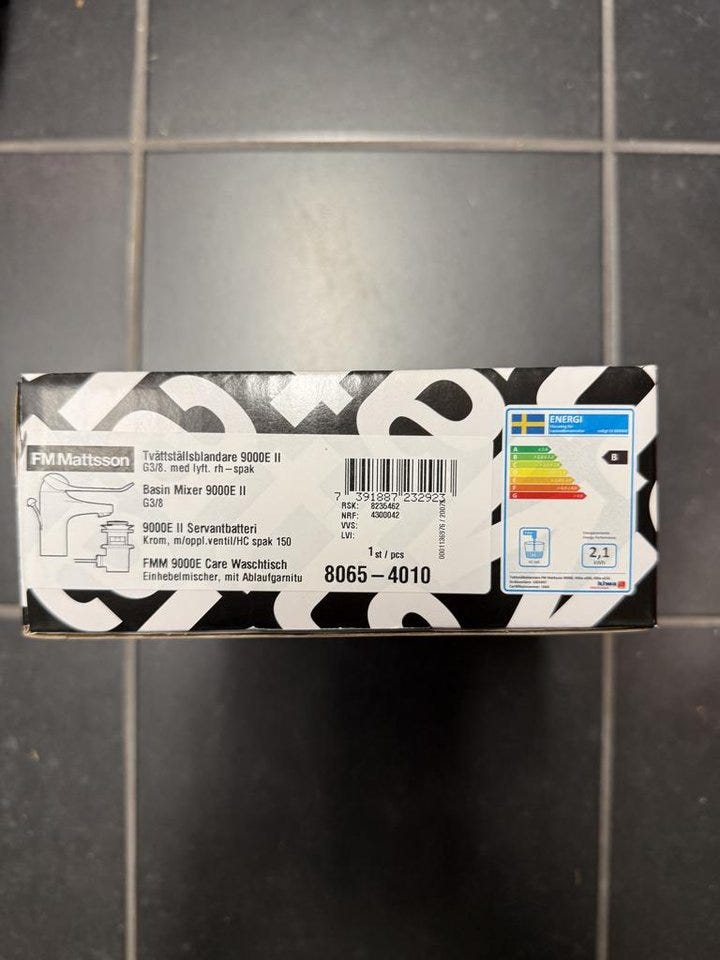 FM Mattsson
Tvättställsblandare 9000E II
G3/8. med lyft. rh-spak
Basin Mixer 9000E II
G3/8
9000E II Servantbatteri
Krom, m/oppl.ventil/HC spak 150
FMM 9000E Care Waschtisch
Einhebelmischer, mit Ablaufgarnitu
7 391887 232923
RSK: 8235462
NRF: 4300042
VVS:
LVI:
1 st / pcs
8065-4010
ENERGI
A
B
C
D
E
F
G
B
2,1
kWh
kiwa